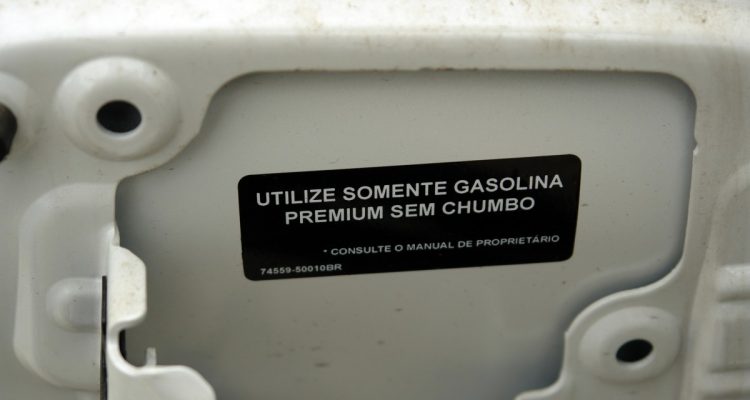 UTILIZE SOMENTE GASOLINA
PREMIUM SEM CHUMBO
* CONSULTE O MANUAL DE PROPRIETÁRIO
74559-50010BR